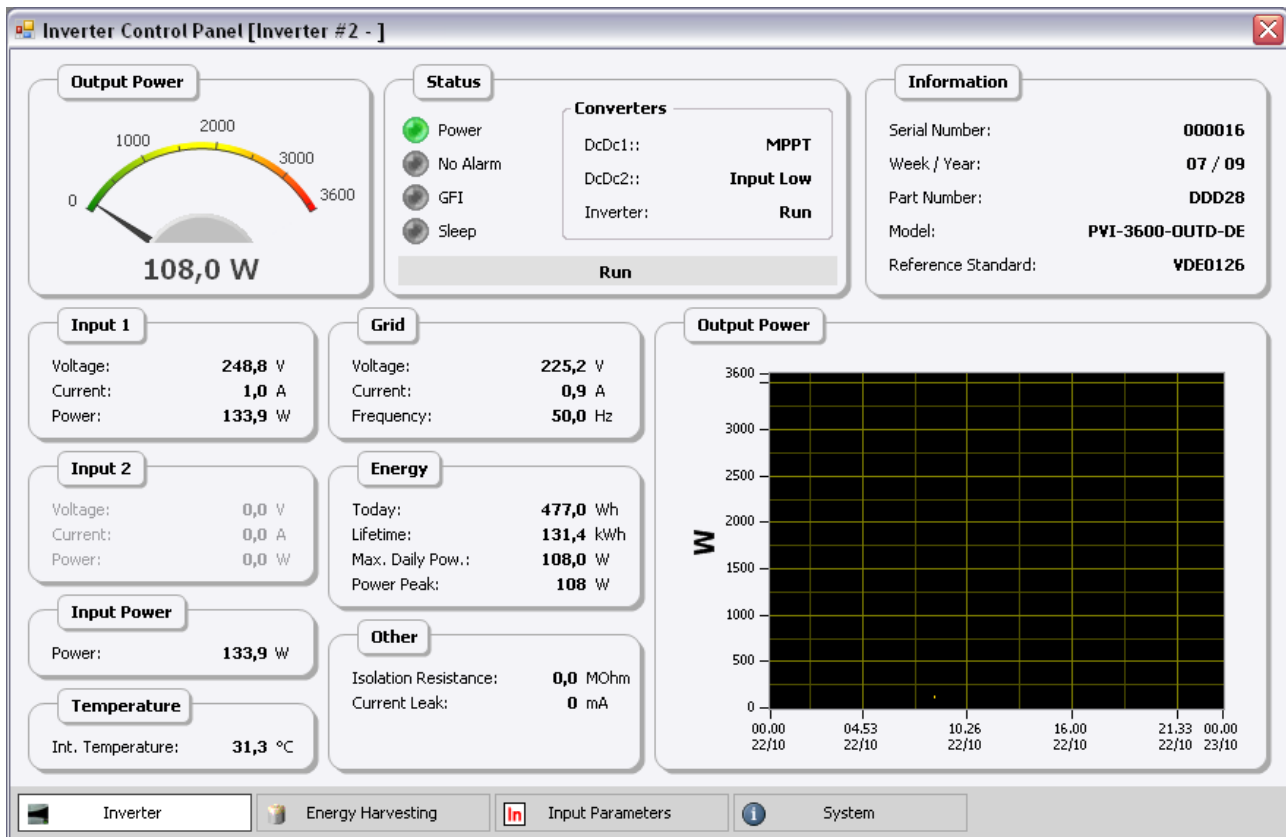 Inverter Control Panel [Inverter #2 - ]
Output Power
0
1000
2000
3000
3600
108,0 W
Status
Power
No Alarm
GFI
Sleep
Converters
DcDc1:: MPPT
DcDc2:: Input Low
Inverter: Run
Run
Information
Serial Number: 000016
Week / Year: 07 / 09
Part Number: DDD28
Model: PVI-3600-OUTD-DE
Reference Standard: VDE0126
Input 1
Voltage: 248,8 V
Current: 1,0 A
Power: 133,9 W
Grid
Voltage: 225,2 V
Current: 0,9 A
Frequency: 50,0 Hz
Input 2
Voltage: 0,0 V
Current: 0,0 A
Power: 0,0 W
Energy
Today: 477,0 Wh
Lifetime: 131,4 kWh
Max. Daily Pow.: 108,0 W
Power Peak: 108 W
Input Power
Power: 133,9 W
Other
Isolation Resistance: 0,0 MOhm
Current Leak: 0 mA
Temperature
Int. Temperature: 31,3 °C
Output Power
W
3600
3000
2500
2000
1500
1000
500
0
00.00 04.53 10.26 16.00 21.33 00.00
22/10 22/10 22/10 22/10 22/10 23/10
Inverter
Energy Harvesting
In Input Parameters
i System